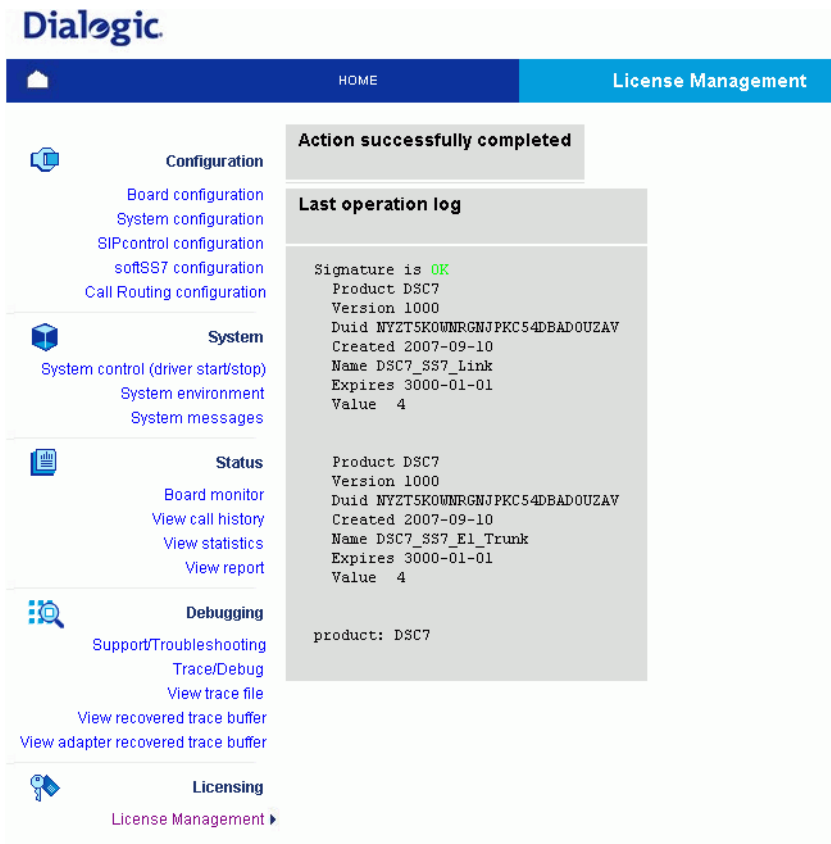 Dialogic.
HOME
License Management
Configuration
Board configuration
System configuration
SIPcontrol configuration
softSS7 configuration
Call Routing configuration
System
System control (driver start/stop)
System environment
System messages
Status
Board monitor
View call history
View statistics
View report
Debugging
Support/Troubleshooting
Trace/Debug
View trace file
View recovered trace buffer
View adapter recovered trace buffer
Licensing
License Management
Action successfully completed
Last operation log
Signature is OK
Product DSC7
Version 1000
Duid NYZT5K0WNRGNJPKC54DBAD0UZAV
Created 2007-09-10
Name DSC7_SS7_Link
Expires 3000-01-01
Value 4
Product DSC7
Version 1000
Duid NYZT5K0WNRGNJPKC54DBAD0UZAV
Created 2007-09-10
Name DSC7_SS7_E1_Trunk
Expires 3000-01-01
Value 4
product: DSC7